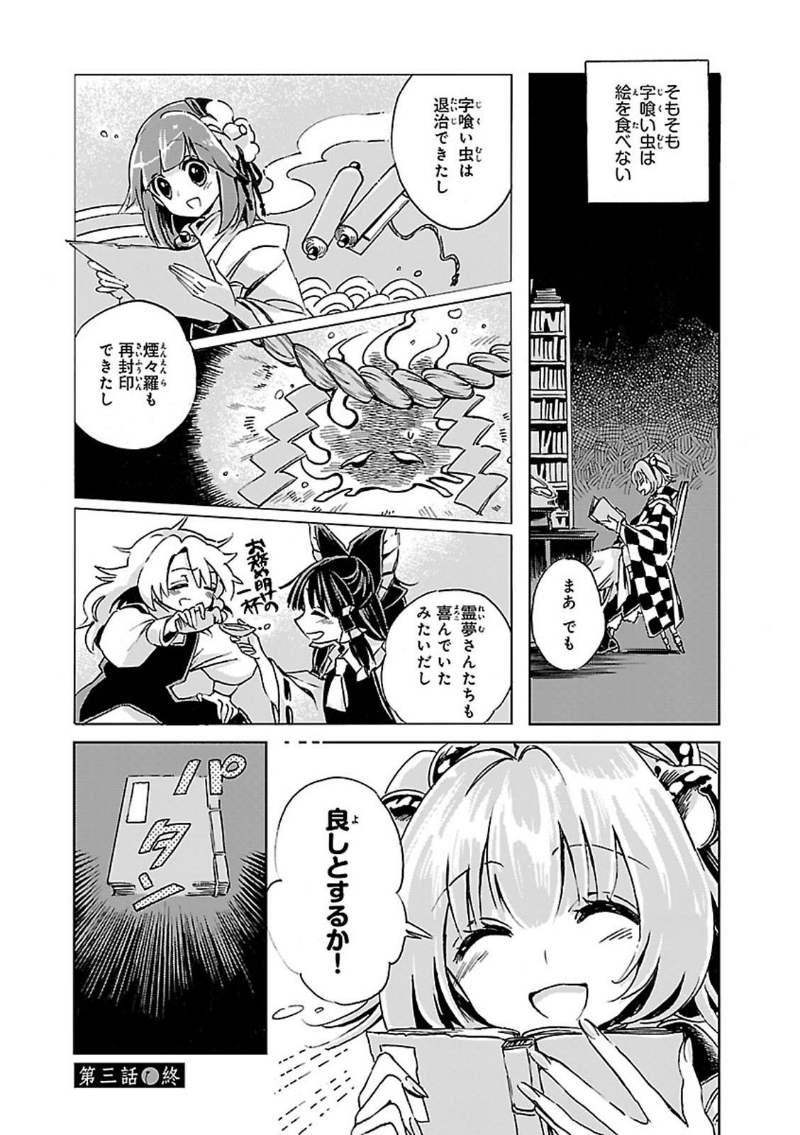 そもそも
字喰い虫は
絵を食べない
まあ でも
字喰い虫は
退治できたし
煙々羅も
再封印
できたし
霊夢さんたちも
喜んでいた
みたいだし
お務め明けの
一杯
良しとするか！
パタン
第三話 終